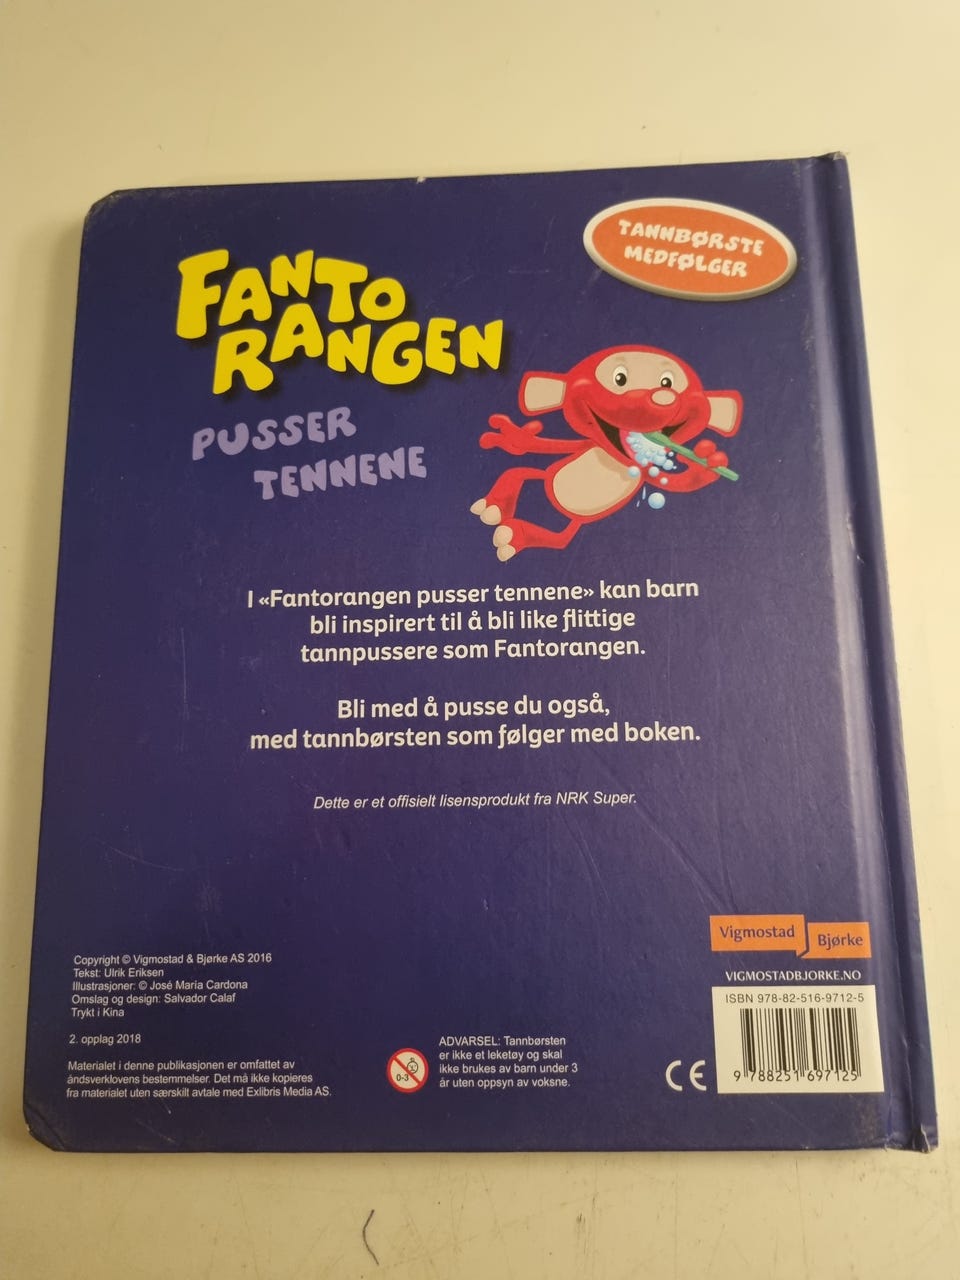 TANNBØRSTE
MEDFØLGER
FANTO
RANGEN
PUSSER
TENNENE
I «Fantorangen pusser tennene» kan barn
bli inspirert til å bli like flittige
tannpussere som Fantorangen.
Bli med å pusse du også,
med tannbørsten som følger med boken.
Dette er et offisielt lisensprodukt fra NRK Super.
Copyright © Vigmostad & Bjørke AS 2016
Tekst: Ulrik Eriksen
Illustrasjoner: © José María Cardona
Omslag og design: Salvador Calaf
Trykt i Kina
2. opplag 2018
Materialet i denne publikasjonen er omfattet av
åndsverklovens bestemmelser. Det må ikke kopieres
fra materialet uten særskilt avtale med Exlibris Media AS.
0-3
ADVARSEL: Tannbørsten
er ikke et leketøy og skal
ikke brukes av barn under 3
år uten oppsyn av voksne.
CE
Vigmostad
Bjørke
VIGMOSTADBJORKE.NO
ISBN 978-82-516-9712-5
9 788251 697125